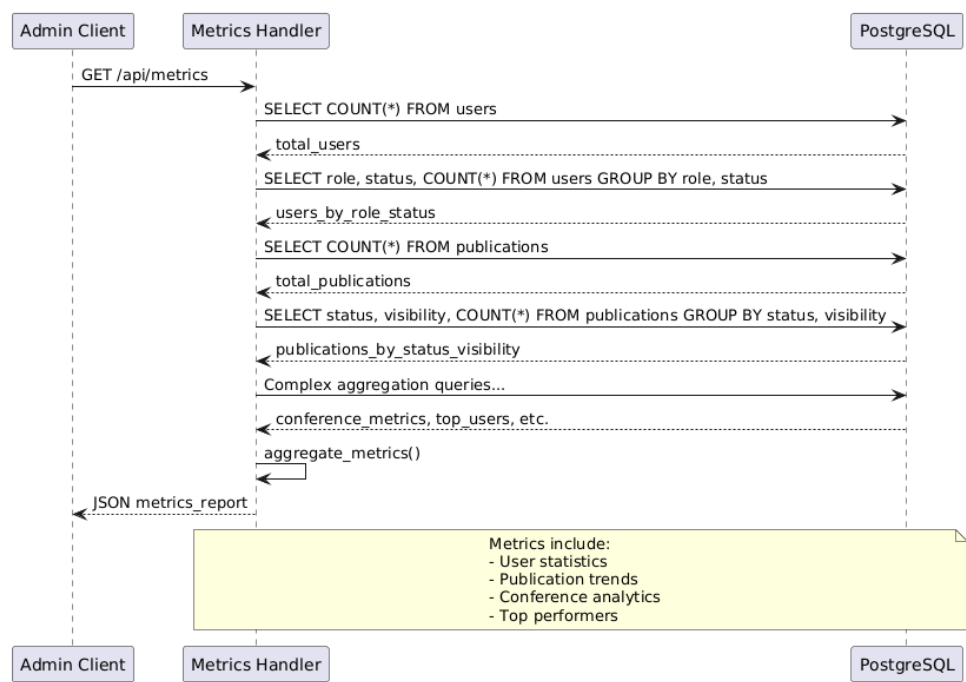 Admin Client
Metrics Handler
PostgreSQL
GET /api/metrics
SELECT COUNT(*) FROM users
total_users
SELECT role, status, COUNT(*) FROM users GROUP BY role, status
users_by_role_status
SELECT COUNT(*) FROM publications
total_publications
SELECT status, visibility, COUNT(*) FROM publications GROUP BY status, visibility
publications_by_status_visibility
Complex aggregation queries...
conference_metrics, top_users, etc.
aggregate_metrics()
JSON metrics_report
Metrics include:
- User statistics
- Publication trends
- Conference analytics
- Top performers
Admin Client
Metrics Handler
PostgreSQL